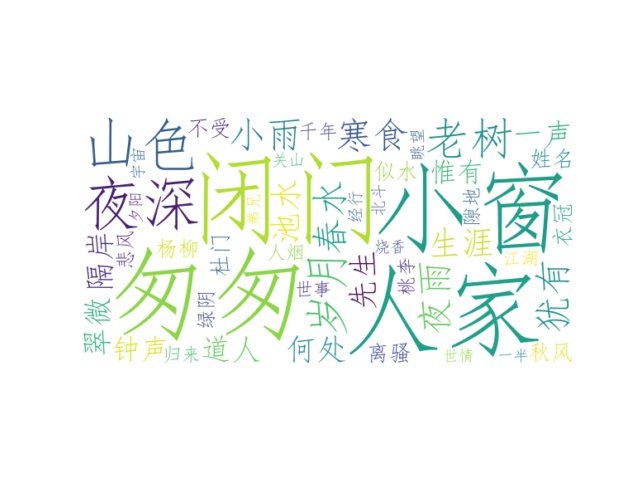 山色
不受
小雨
千年
寒食
眺望
老树
一声
宇宙
关山
似水
惟有
姓名
夜深
夕阳
闭门
弟兄
池水
春水
经行
北斗
小窗
隙地
衣冠
隔岸
悲风
杨柳
杜门
人烟
岁月
先生
烧香
桃李
生涯
江湖
翠微
绿阴
匆匆
世事
人家
夜雨
犹有
钟声
归来
道人
何处
离骚
世情
一半
秋风